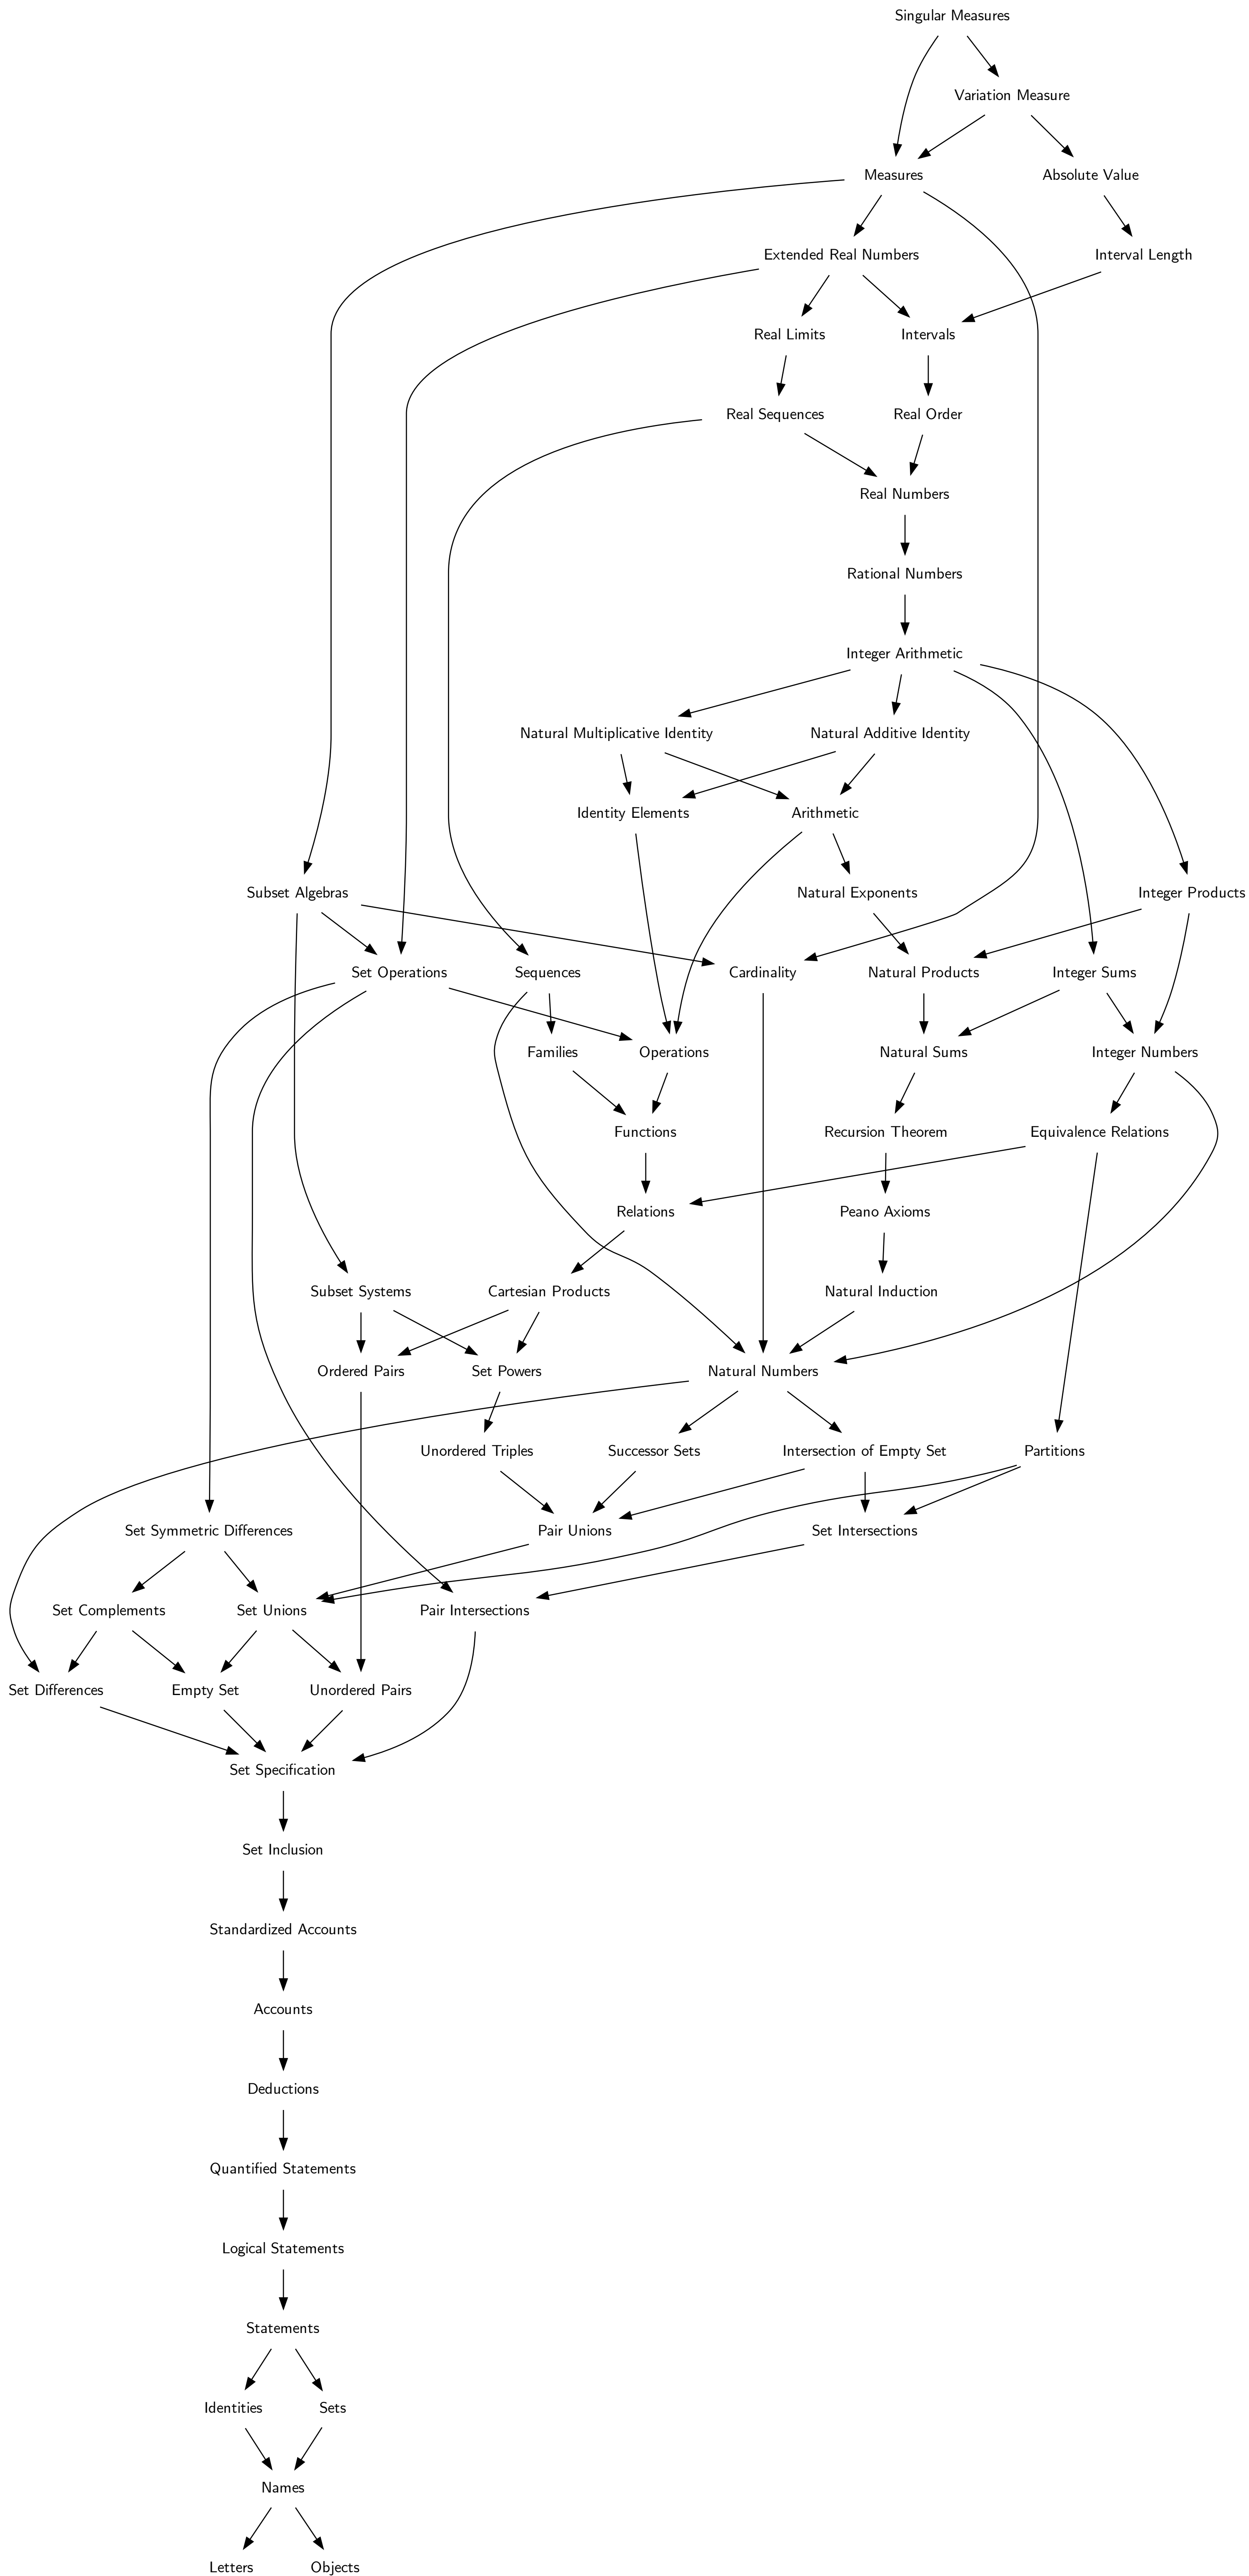 Singular Measures
Variation Measure
Measures
Absolute Value
Extended Real Numbers
Interval Length
Real Limits
Intervals
Real Sequences
Real Order
Real Numbers
Rational Numbers
Integer Arithmetic
Natural Multiplicative Identity
Natural Additive Identity
Identity Elements
Arithmetic
Subset Algebras
Natural Exponents
Integer Products
Set Operations
Sequences
Cardinality
Natural Products
Integer Sums
Families
Operations
Natural Sums
Integer Numbers
Functions
Recursion Theorem
Equivalence Relations
Relations
Peano Axioms
Subset Systems
Cartesian Products
Natural Induction
Ordered Pairs
Set Powers
Natural Numbers
Unordered Triples
Successor Sets
Intersection of Empty Set
Partitions
Set Symmetric Differences
Pair Unions
Set Intersections
Set Complements
Set Unions
Pair Intersections
Set Differences
Empty Set
Unordered Pairs
Set Specification
Set Inclusion
Standardized Accounts
Accounts
Deductions
Quantified Statements
Logical Statements
Statements
Identities
Sets
Names
Letters
Objects